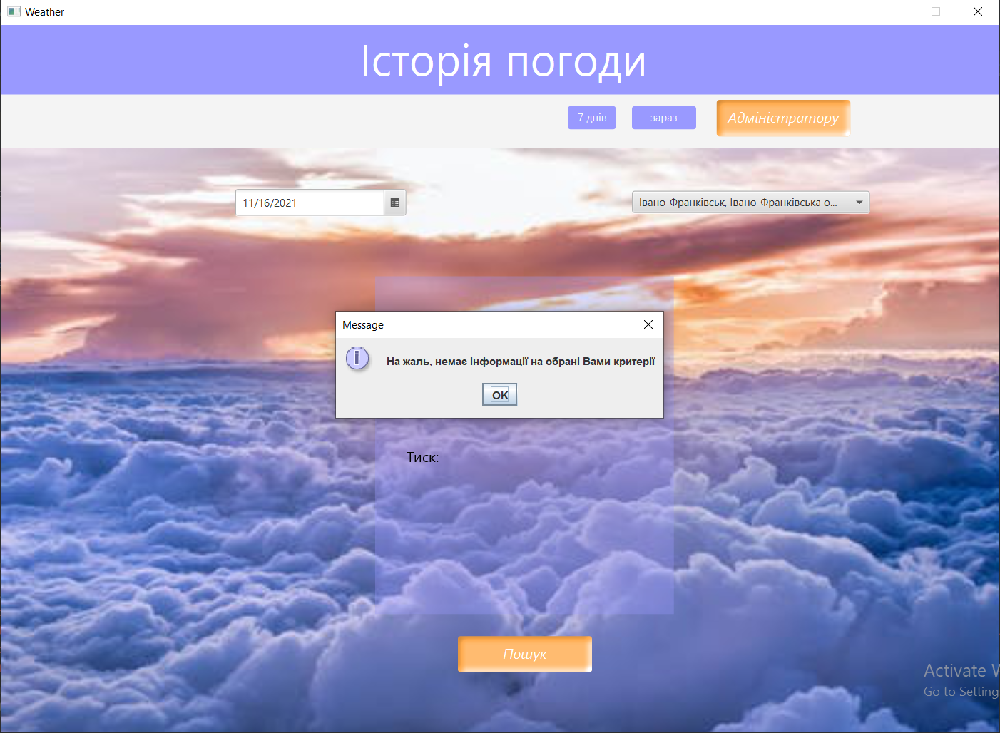 Weather
Історія погоди
7 днів
зараз
Адміністратору
11/16/2021
Івано-Франківськ, Івано-Франківська о...
Message
На жаль, немає інформації на обрані Вами критерії
OK
Тиск:
Пошук
Activate W
Go to Setting